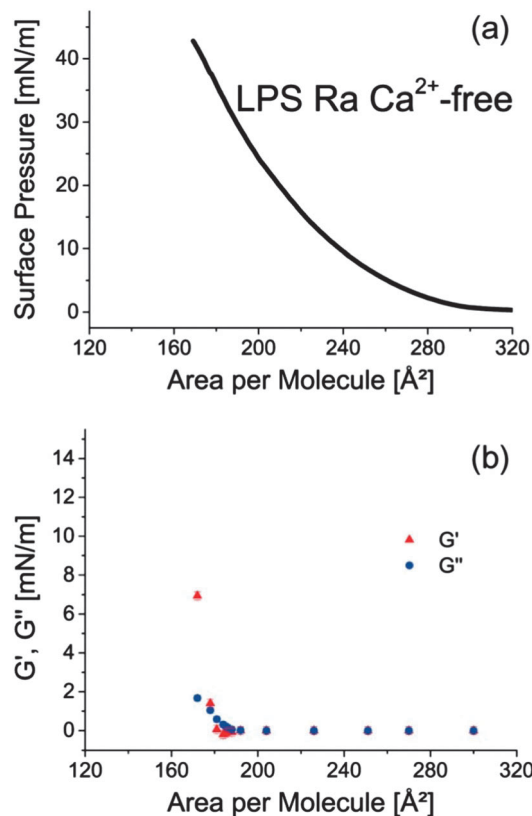 (a)
LPS Ra Ca²⁺-free
Surface Pressure [mN/m]
40
30
20
10
0
120 160 200 240 280 320
Area per Molecule [Å²]
(b)
G'
G''
G', G'' [mN/m]
14
12
10
8
6
4
2
0
120 160 200 240 280 320
Area per Molecule [Å²]